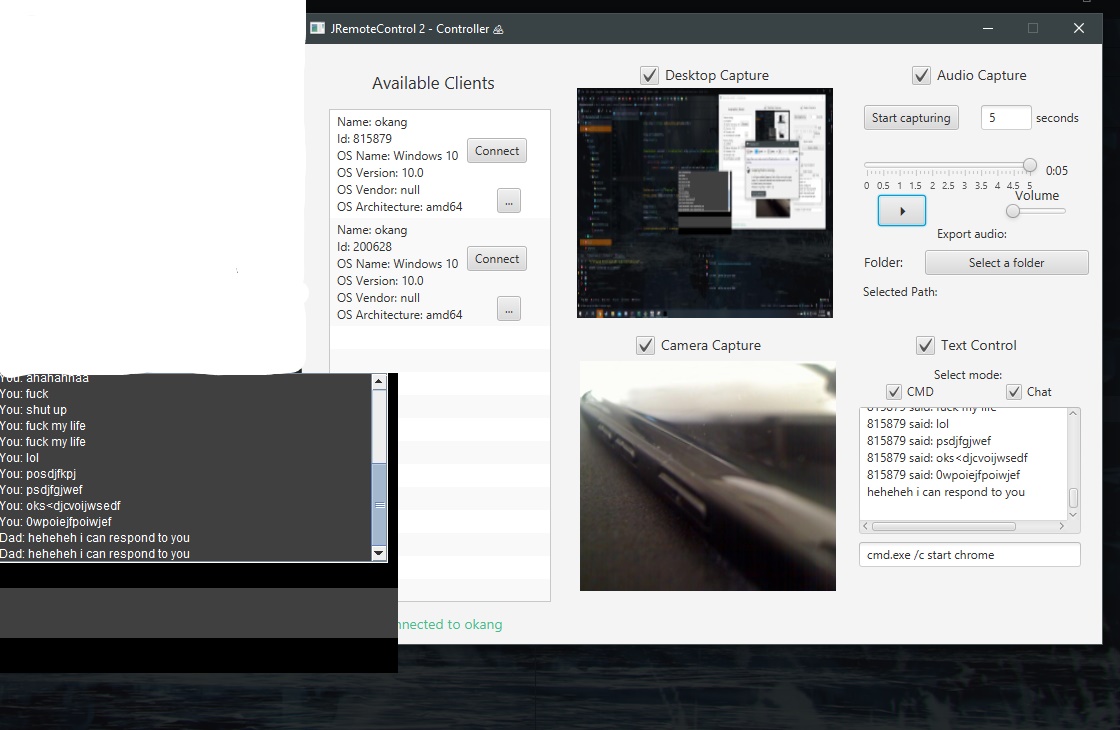 JRemoteControl 2 - Controller
Available Clients
Name: okang
Id: 815879
OS Name: Windows 10
OS Version: 10.0
OS Vendor: null
OS Architecture: amd64
Connect
...
Name: okang
Id: 200628
OS Name: Windows 10
OS Version: 10.0
OS Vendor: null
OS Architecture: amd64
Connect
...
nnected to okang
You: ahahahhaa
You: fuck
You: shut up
You: fuck my life
You: fuck my life
You: lol
You: posdjfkpj
You: psdjfgjwef
You: oks<djcvoijwsedf
You: 0wpoiejfpoiwjef
Dad: heheheh i can respond to you
Dad: heheheh i can respond to you
Desktop Capture
Camera Capture
Audio Capture
Start capturing
5
seconds
0 0.5 1 1.5 2 2.5 3 3.5 4 4.5 5
0:05
Volume
Export audio:
Folder:
Select a folder
Selected Path:
Text Control
Select mode:
CMD
Chat
815879 said: fuck my life
815879 said: lol
815879 said: psdjfgjwef
815879 said: oks<djcvoijwsedf
815879 said: 0wpoiejfpoiwjef
heheheh i can respond to you
cmd.exe /c start chrome